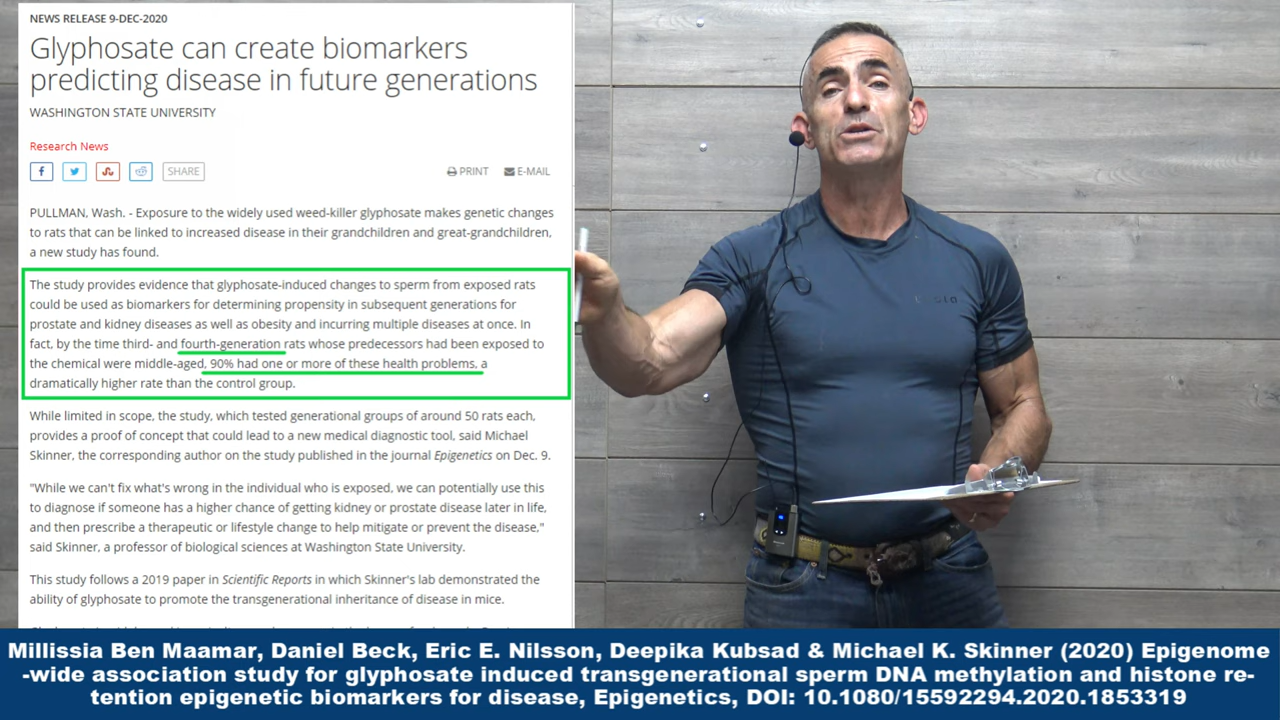 NEWS RELEASE 9-DEC-2020
Glyphosate can create biomarkers
predicting disease in future generations
WASHINGTON STATE UNIVERSITY
Research News
SHARE
PRINT
E-MAIL
PULLMAN, Wash. - Exposure to the widely used weed-killer glyphosate makes genetic changes
to rats that can be linked to increased disease in their grandchildren and great-grandchildren,
a new study has found.
The study provides evidence that glyphosate-induced changes to sperm from exposed rats
could be used as biomarkers for determining propensity in subsequent generations for
prostate and kidney diseases as well as obesity and incurring multiple diseases at once. In
fact, by the time third- and fourth-generation rats whose predecessors had been exposed to
the chemical were middle-aged, 90% had one or more of these health problems, a
dramatically higher rate than the control group.
While limited in scope, the study, which tested generational groups of around 50 rats each,
provides a proof of concept that could lead to a new medical diagnostic tool, said Michael
Skinner, the corresponding author on the study published in the journal Epigenetics on Dec. 9.
"While we can't fix what's wrong in the individual who is exposed, we can potentially use this
to diagnose if someone has a higher chance of getting kidney or prostate disease later in life,
and then prescribe a therapeutic or lifestyle change to help mitigate or prevent the disease,"
said Skinner, a professor of biological sciences at Washington State University.
This study follows a 2019 paper in Scientific Reports in which Skinner's lab demonstrated the
ability of glyphosate to promote the transgenerational inheritance of disease in mice.
Millissia Ben Maamar, Daniel Beck, Eric E. Nilsson, Deepika Kubsad & Michael K. Skinner (2020) Epigenome
-wide association study for glyphosate induced transgenerational sperm DNA methylation and histone re-
tention epigenetic biomarkers for disease, Epigenetics, DOI: 10.1080/15592294.2020.1853319